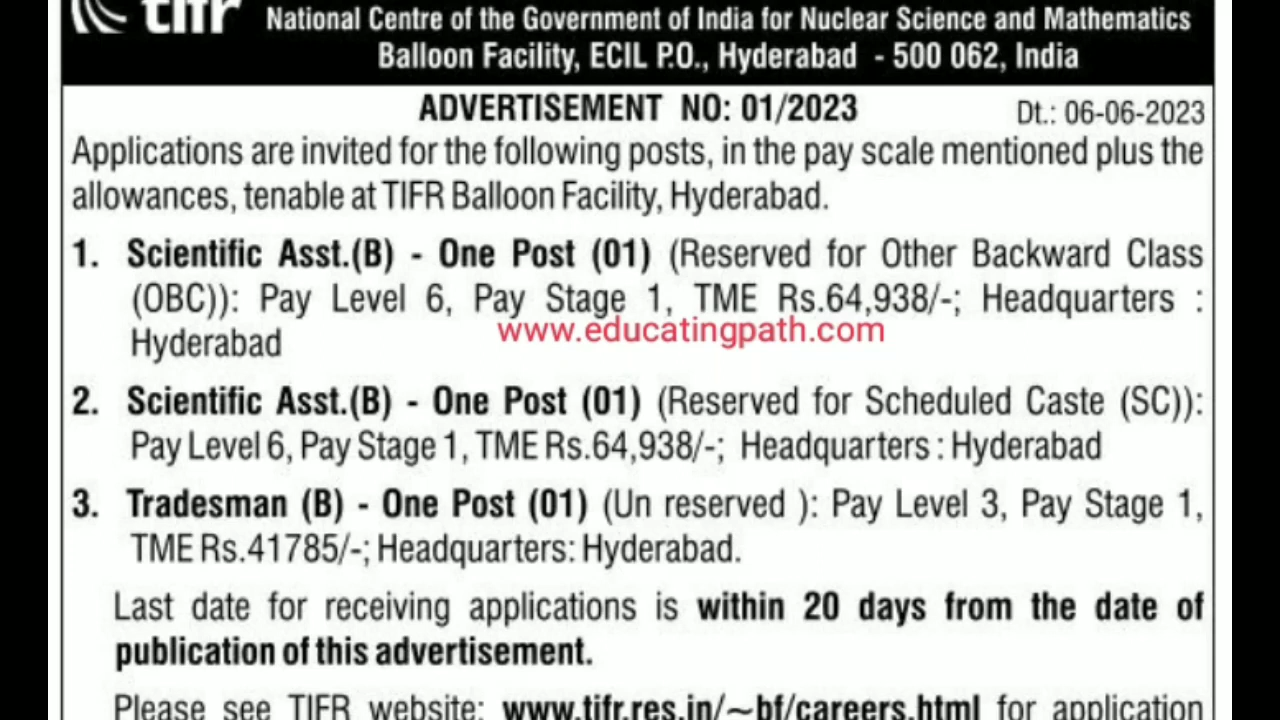 tifr National Centre of the Government of India for Nuclear Science and Mathematics
Balloon Facility, ECIL P.O., Hyderabad - 500 062, India
ADVERTISEMENT NO: 01/2023 Dt.: 06-06-2023
Applications are invited for the following posts, in the pay scale mentioned plus the
allowances, tenable at TIFR Balloon Facility, Hyderabad.
1. Scientific Asst.(B) - One Post (01) (Reserved for Other Backward Class
(OBC)): Pay Level 6, Pay Stage 1, TME Rs.64,938/-; Headquarters :
www.educatingpath.com
Hyderabad
2. Scientific Asst.(B) - One Post (01) (Reserved for Scheduled Caste (SC)):
Pay Level 6, Pay Stage 1, TME Rs.64,938/-; Headquarters : Hyderabad
3. Tradesman (B) - One Post (01) (Un reserved ): Pay Level 3, Pay Stage 1,
TME Rs.41785/-; Headquarters: Hyderabad.
Last date for receiving applications is within 20 days from the date of
publication of this advertisement.
Please see TIFR website: www.tifr.res.in/~bf/careers.html for application